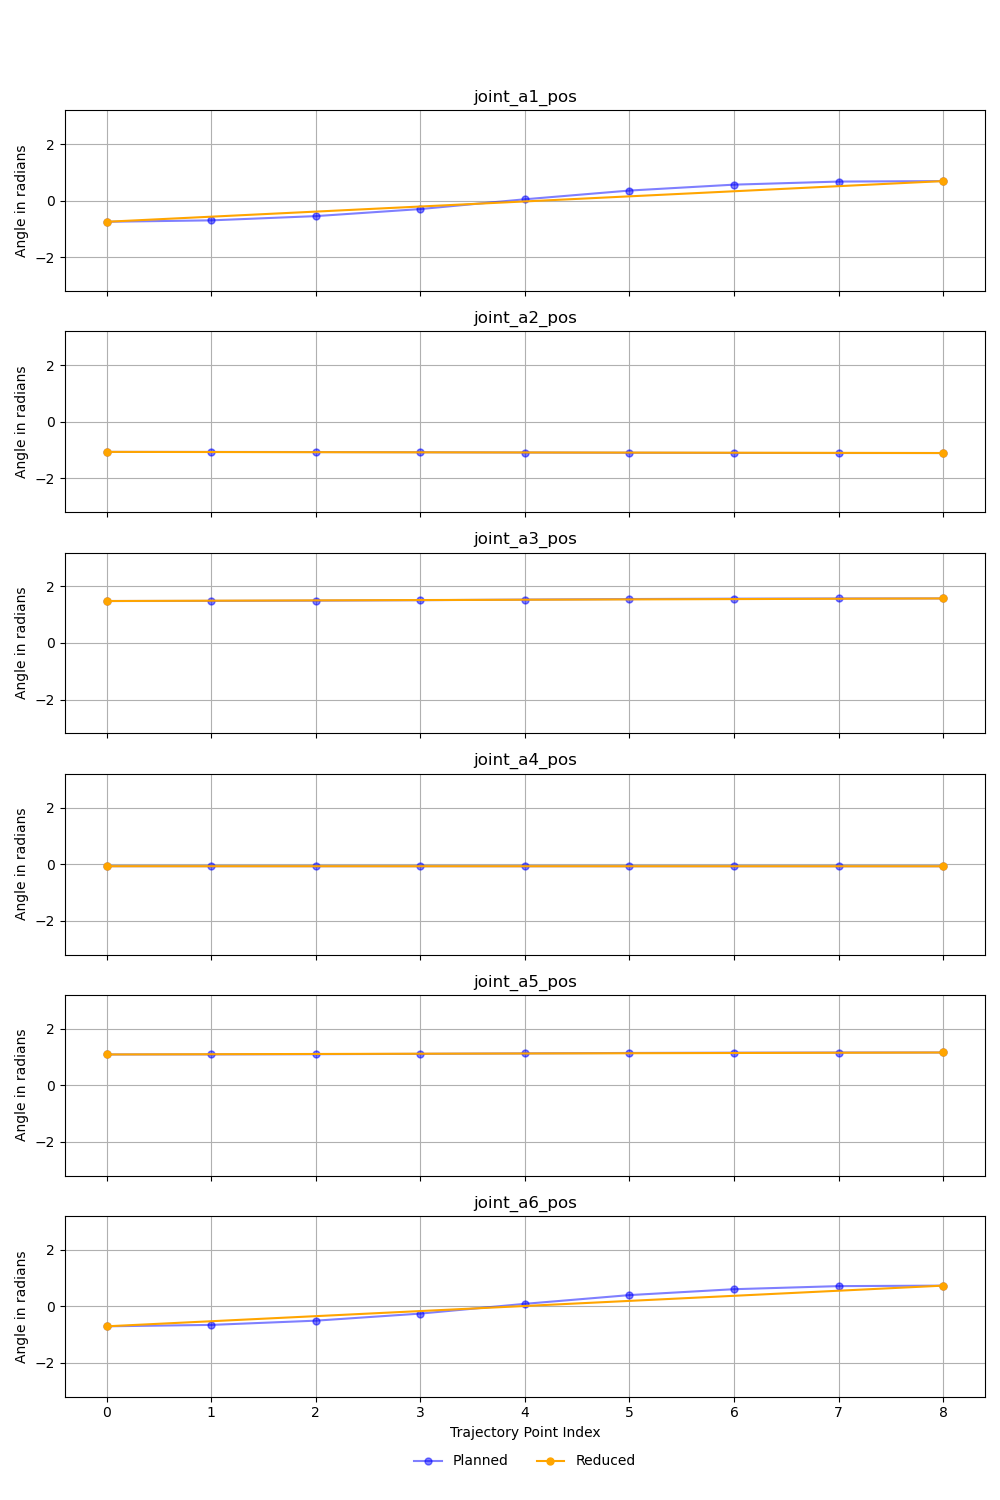 joint_a1_pos
Angle in radians
2
0
−2
joint_a2_pos
Angle in radians
2
0
−2
joint_a3_pos
Angle in radians
2
0
−2
joint_a4_pos
Angle in radians
2
0
−2
joint_a5_pos
Angle in radians
2
0
−2
joint_a6_pos
Angle in radians
2
0
−2
0 1 2 3 4 5 6 7 8
Trajectory Point Index
Planned Reduced